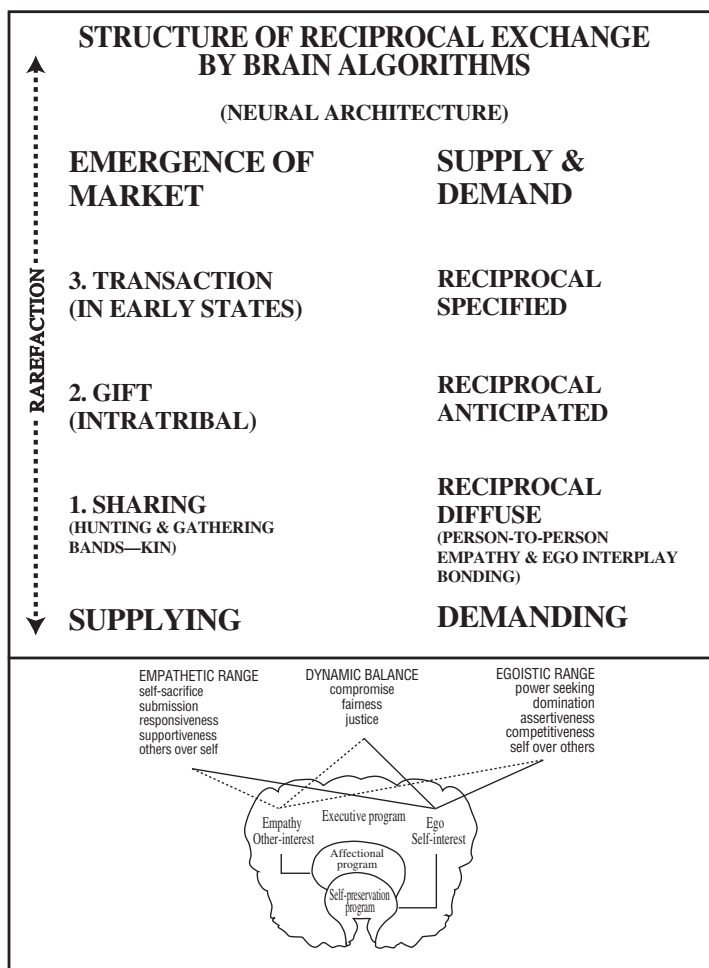 STRUCTURE OF RECIPROCAL EXCHANGE
BY BRAIN ALGORITHMS
(NEURAL ARCHITECTURE)
EMERGENCE OF
MARKET
SUPPLY &
DEMAND
RAREFACTION
3. TRANSACTION
(IN EARLY STATES)
RECIPROCAL
SPECIFIED
2. GIFT
(INTRATRIBAL)
RECIPROCAL
ANTICIPATED
1. SHARING
(HUNTING & GATHERING
BANDS—KIN)
RECIPROCAL
DIFFUSE
(PERSON-TO-PERSON
EMPATHY & EGO INTERPLAY
BONDING)
SUPPLYING
DEMANDING
EMPATHETIC RANGE
self-sacrifice
submission
responsiveness
supportiveness
others over self
DYNAMIC BALANCE
compromise
fairness
justice
EGOISTIC RANGE
power seeking
domination
assertiveness
competitiveness
self over others
Empathy
Other-interest
Executive program
Ego
Self-interest
Affectional
program
Self-preservation
program